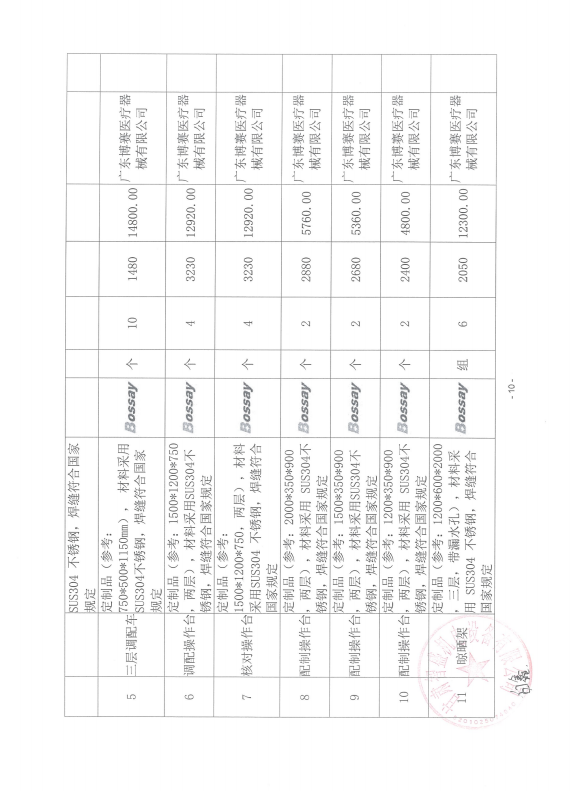 SUS304 不锈钢，焊缝符合国家
规定
5 三层调配车 定制品（参考：
750*500*1150mm），材料采用
SUS304不锈钢，焊缝符合国家
规定 Bossay 个 10 1480 14800.00 广东博赛医疗器
械有限公司
6 调配操作台 定制品（参考：1500*1200*750
，两层），材料采用SUS304不
锈钢，焊缝符合国家规定 Bossay 个 4 3230 12920.00 广东博赛医疗器
械有限公司
7 核对操作台 定制品（参考：
1500*1200*750，两层），材料
采用SUS304 不锈钢，焊缝符合
国家规定 Bossay 个 4 3230 12920.00 广东博赛医疗器
械有限公司
8 配制操作台 定制品（参考：2000*350*900
，两层），材料采用 SUS304不
锈钢，焊缝符合国家规定 Bossay 个 2 2880 5760.00 广东博赛医疗器
械有限公司
9 配制操作台 定制品（参考：1500*350*900
，两层），材料采用SUS304不
锈钢，焊缝符合国家规定 Bossay 个 2 2680 5360.00 广东博赛医疗器
械有限公司
10 配制操作台 定制品（参考：1200*350*900
，两层），材料采用 SUS304不
锈钢，焊缝符合国家规定 Bossay 个 2 2400 4800.00 广东博赛医疗器
械有限公司
11 晾晒架 定制品（参考：1200*600*2000
，三层，带漏水孔），材料采
用 SUS304 不锈钢，焊缝符合
国家规定 Bossay 组 6 2050 12300.00 广东博赛医疗器
械有限公司
- 10 -